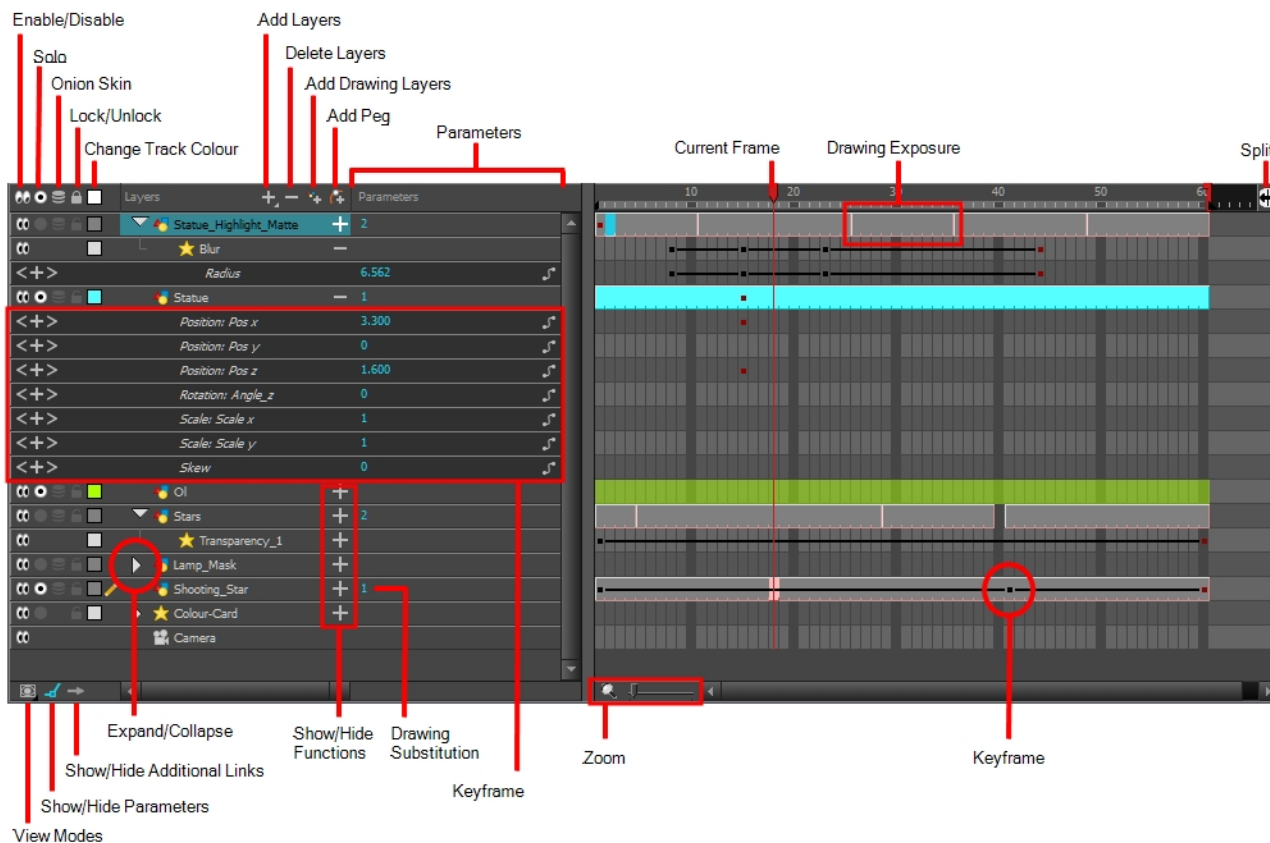 Enable/Disable
Add Layers
Solo
Delete Layers
Onion Skin
Add Drawing Layers
Lock/Unlock
Add Peg
Parameters
Change Track Colour
Current Frame
Drawing Exposure
Split
Layers
Parameters
10 20 30 40 50 60
Statue_Highlight_Matte 2
Blur
Radius 6.562
Statue 1
Position: Pos x 3.300
Position: Pos y 0
Position: Pos z 1.600
Rotation: Angle_z 0
Scale: Scale x 1
Scale: Scale y 1
Skew 0
Ol
Stars 2
Transparency_1
Lamp_Mask
Shooting_Star 1
Colour-Card
Camera
Expand/Collapse
Show/Hide Functions
Drawing Substitution
Zoom
Keyframe
Show/Hide Additional Links
Keyframe
Show/Hide Parameters
View Modes